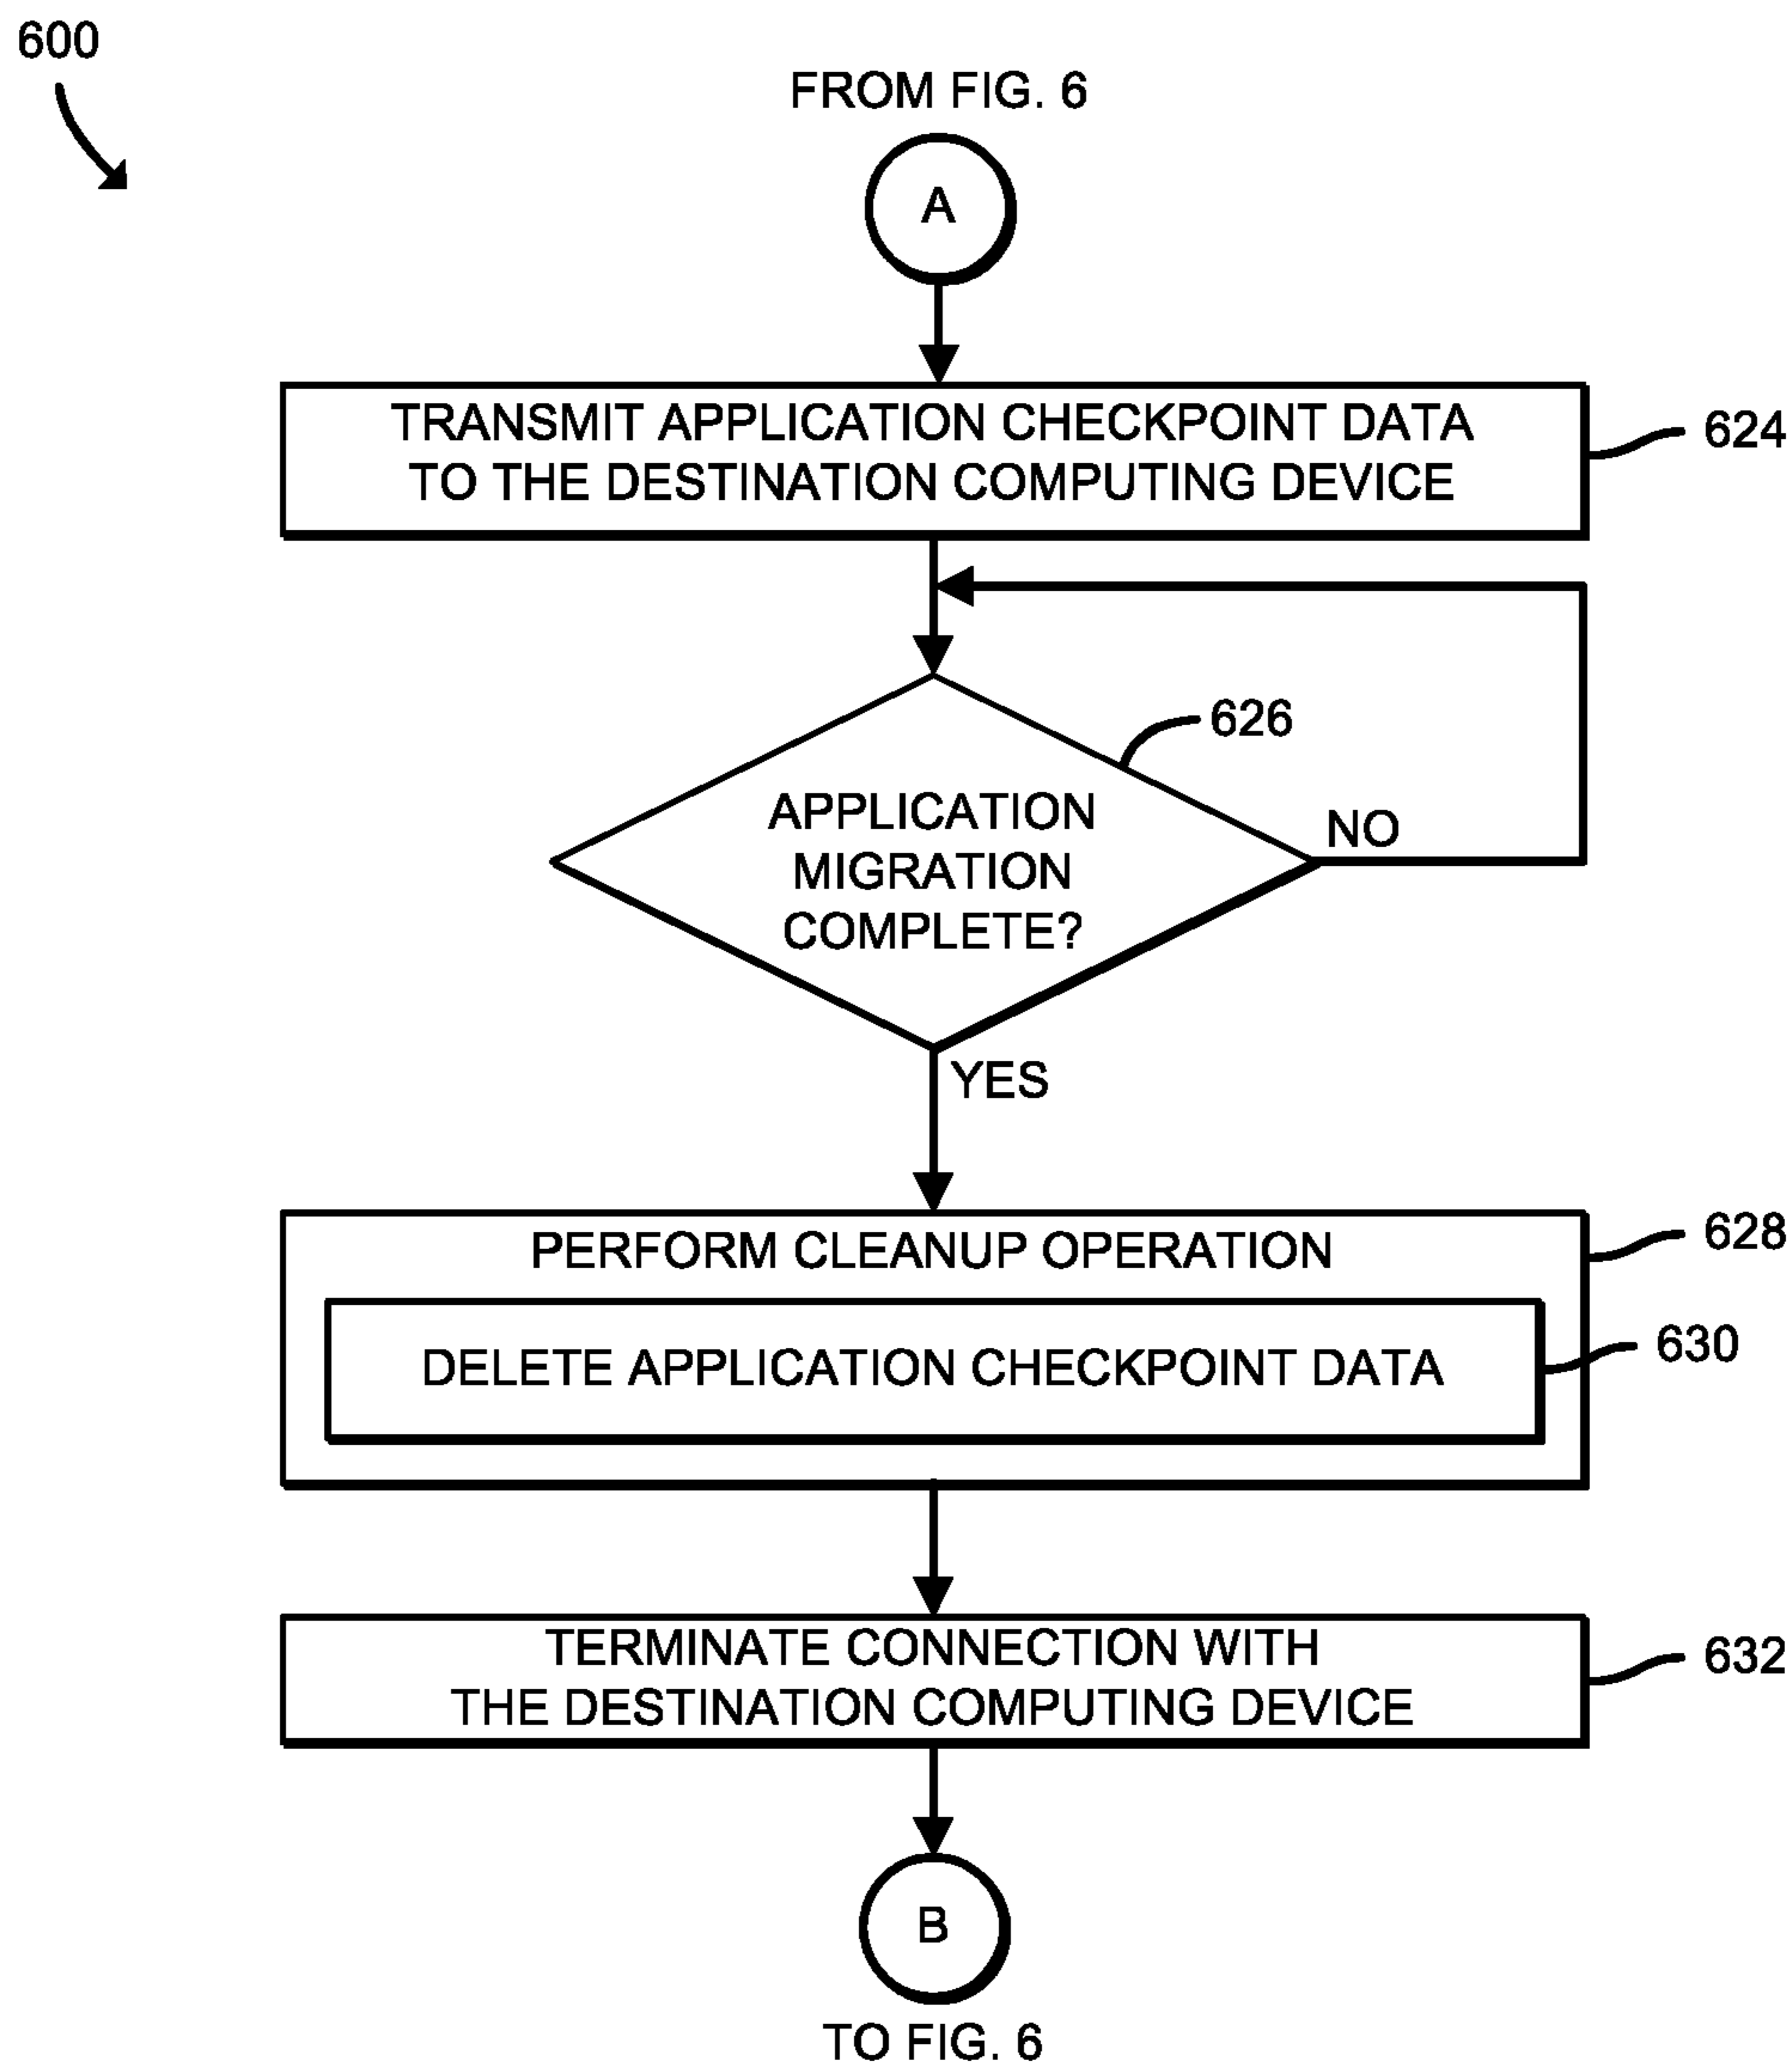 600
FROM FIG. 6
A
TRANSMIT APPLICATION CHECKPOINT DATA
TO THE DESTINATION COMPUTING DEVICE
624
626
APPLICATION
MIGRATION
COMPLETE?
NO
YES
PERFORM CLEANUP OPERATION
628
DELETE APPLICATION CHECKPOINT DATA
630
TERMINATE CONNECTION WITH
THE DESTINATION COMPUTING DEVICE
632
B
TO FIG. 6